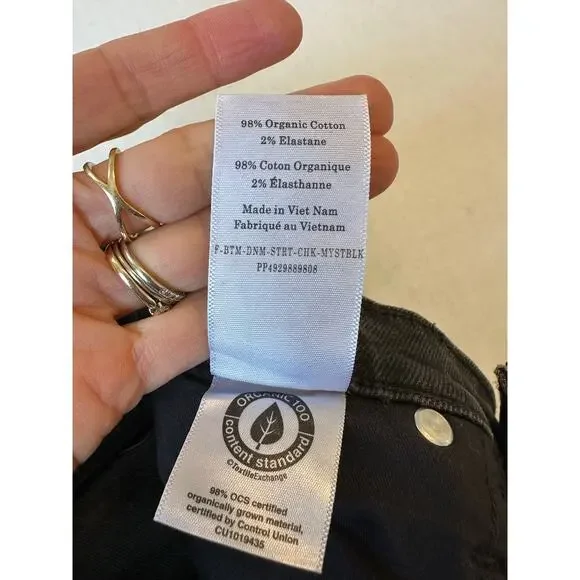 98% Organic Cotton
2% Elastane
98% Coton Organique
2% Élasthanne
Made in Viet Nam
Fabriqué au Vietnam
F-BTM-DNM-STRT-CHK-MYSTBLK
PP4929889808
ORGANIC 100
content standard
©TextileExchange
98% OCS certified
organically grown material,
certified by Control Union
CU1019435